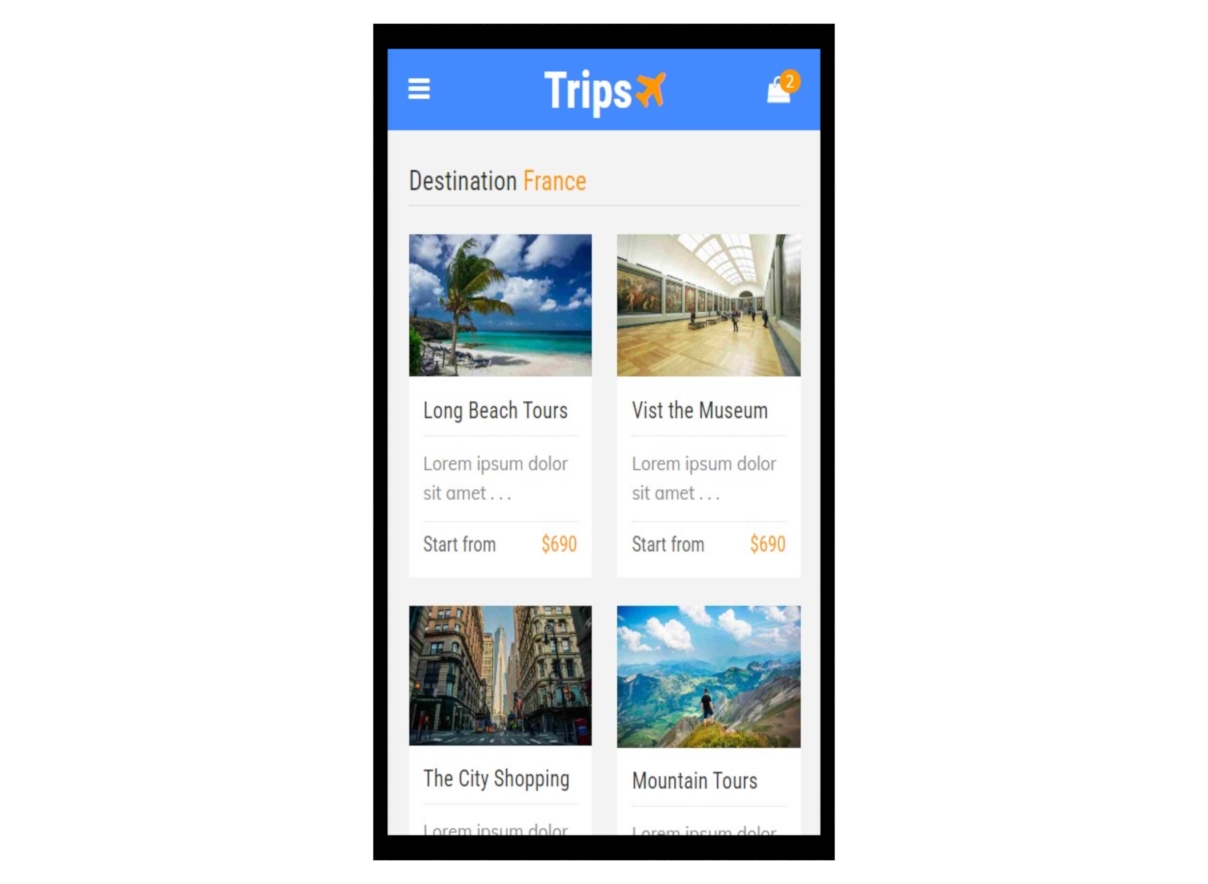 Trips
2
Destination France
Long Beach Tours
Lorem ipsum dolor
sit amet . . .
Start from $690
Vist the Museum
Lorem ipsum dolor
sit amet . . .
Start from $690
The City Shopping
Lorem ipsum dolor
Mountain Tours
Lorem ipsum dolor